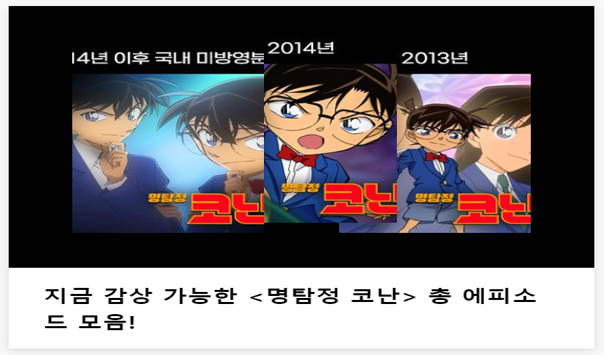 14년 이후 국내 미방영분
2014년
2013년
명탐정
코난
명탐정
코난
명탐정
코난
지금 감상 가능한 <명탐정 코난> 총 에피소
드 모음!